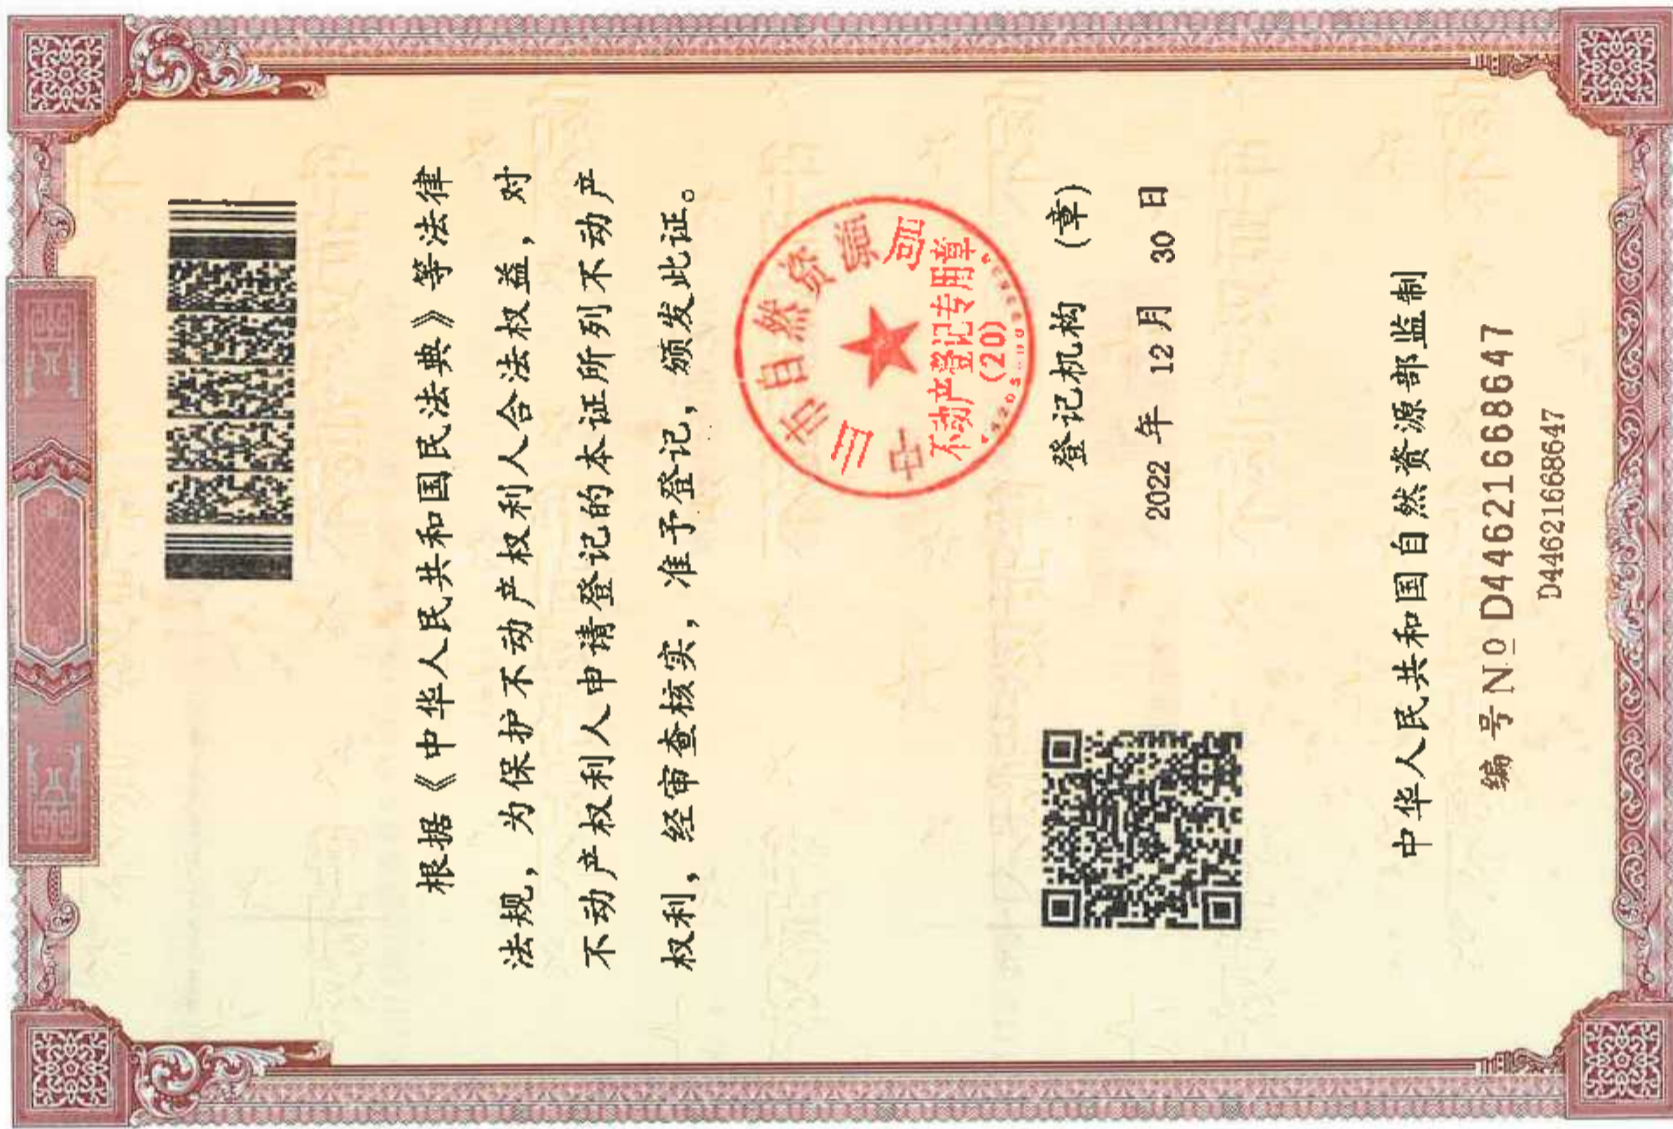 根据《中华人民共和国民法典》等法律
法规，为保护不动产权利人合法权益，对
不动产权利人申请登记的本证所列不动产
权利，经审查核实，准予登记，颁发此证。
中山市自然资源局
不动产登记专用章
(20)
登记机构 （章）
2022 年 12 月 30 日
中华人民共和国自然资源部监制
编号 № D44621668647
D44621668647